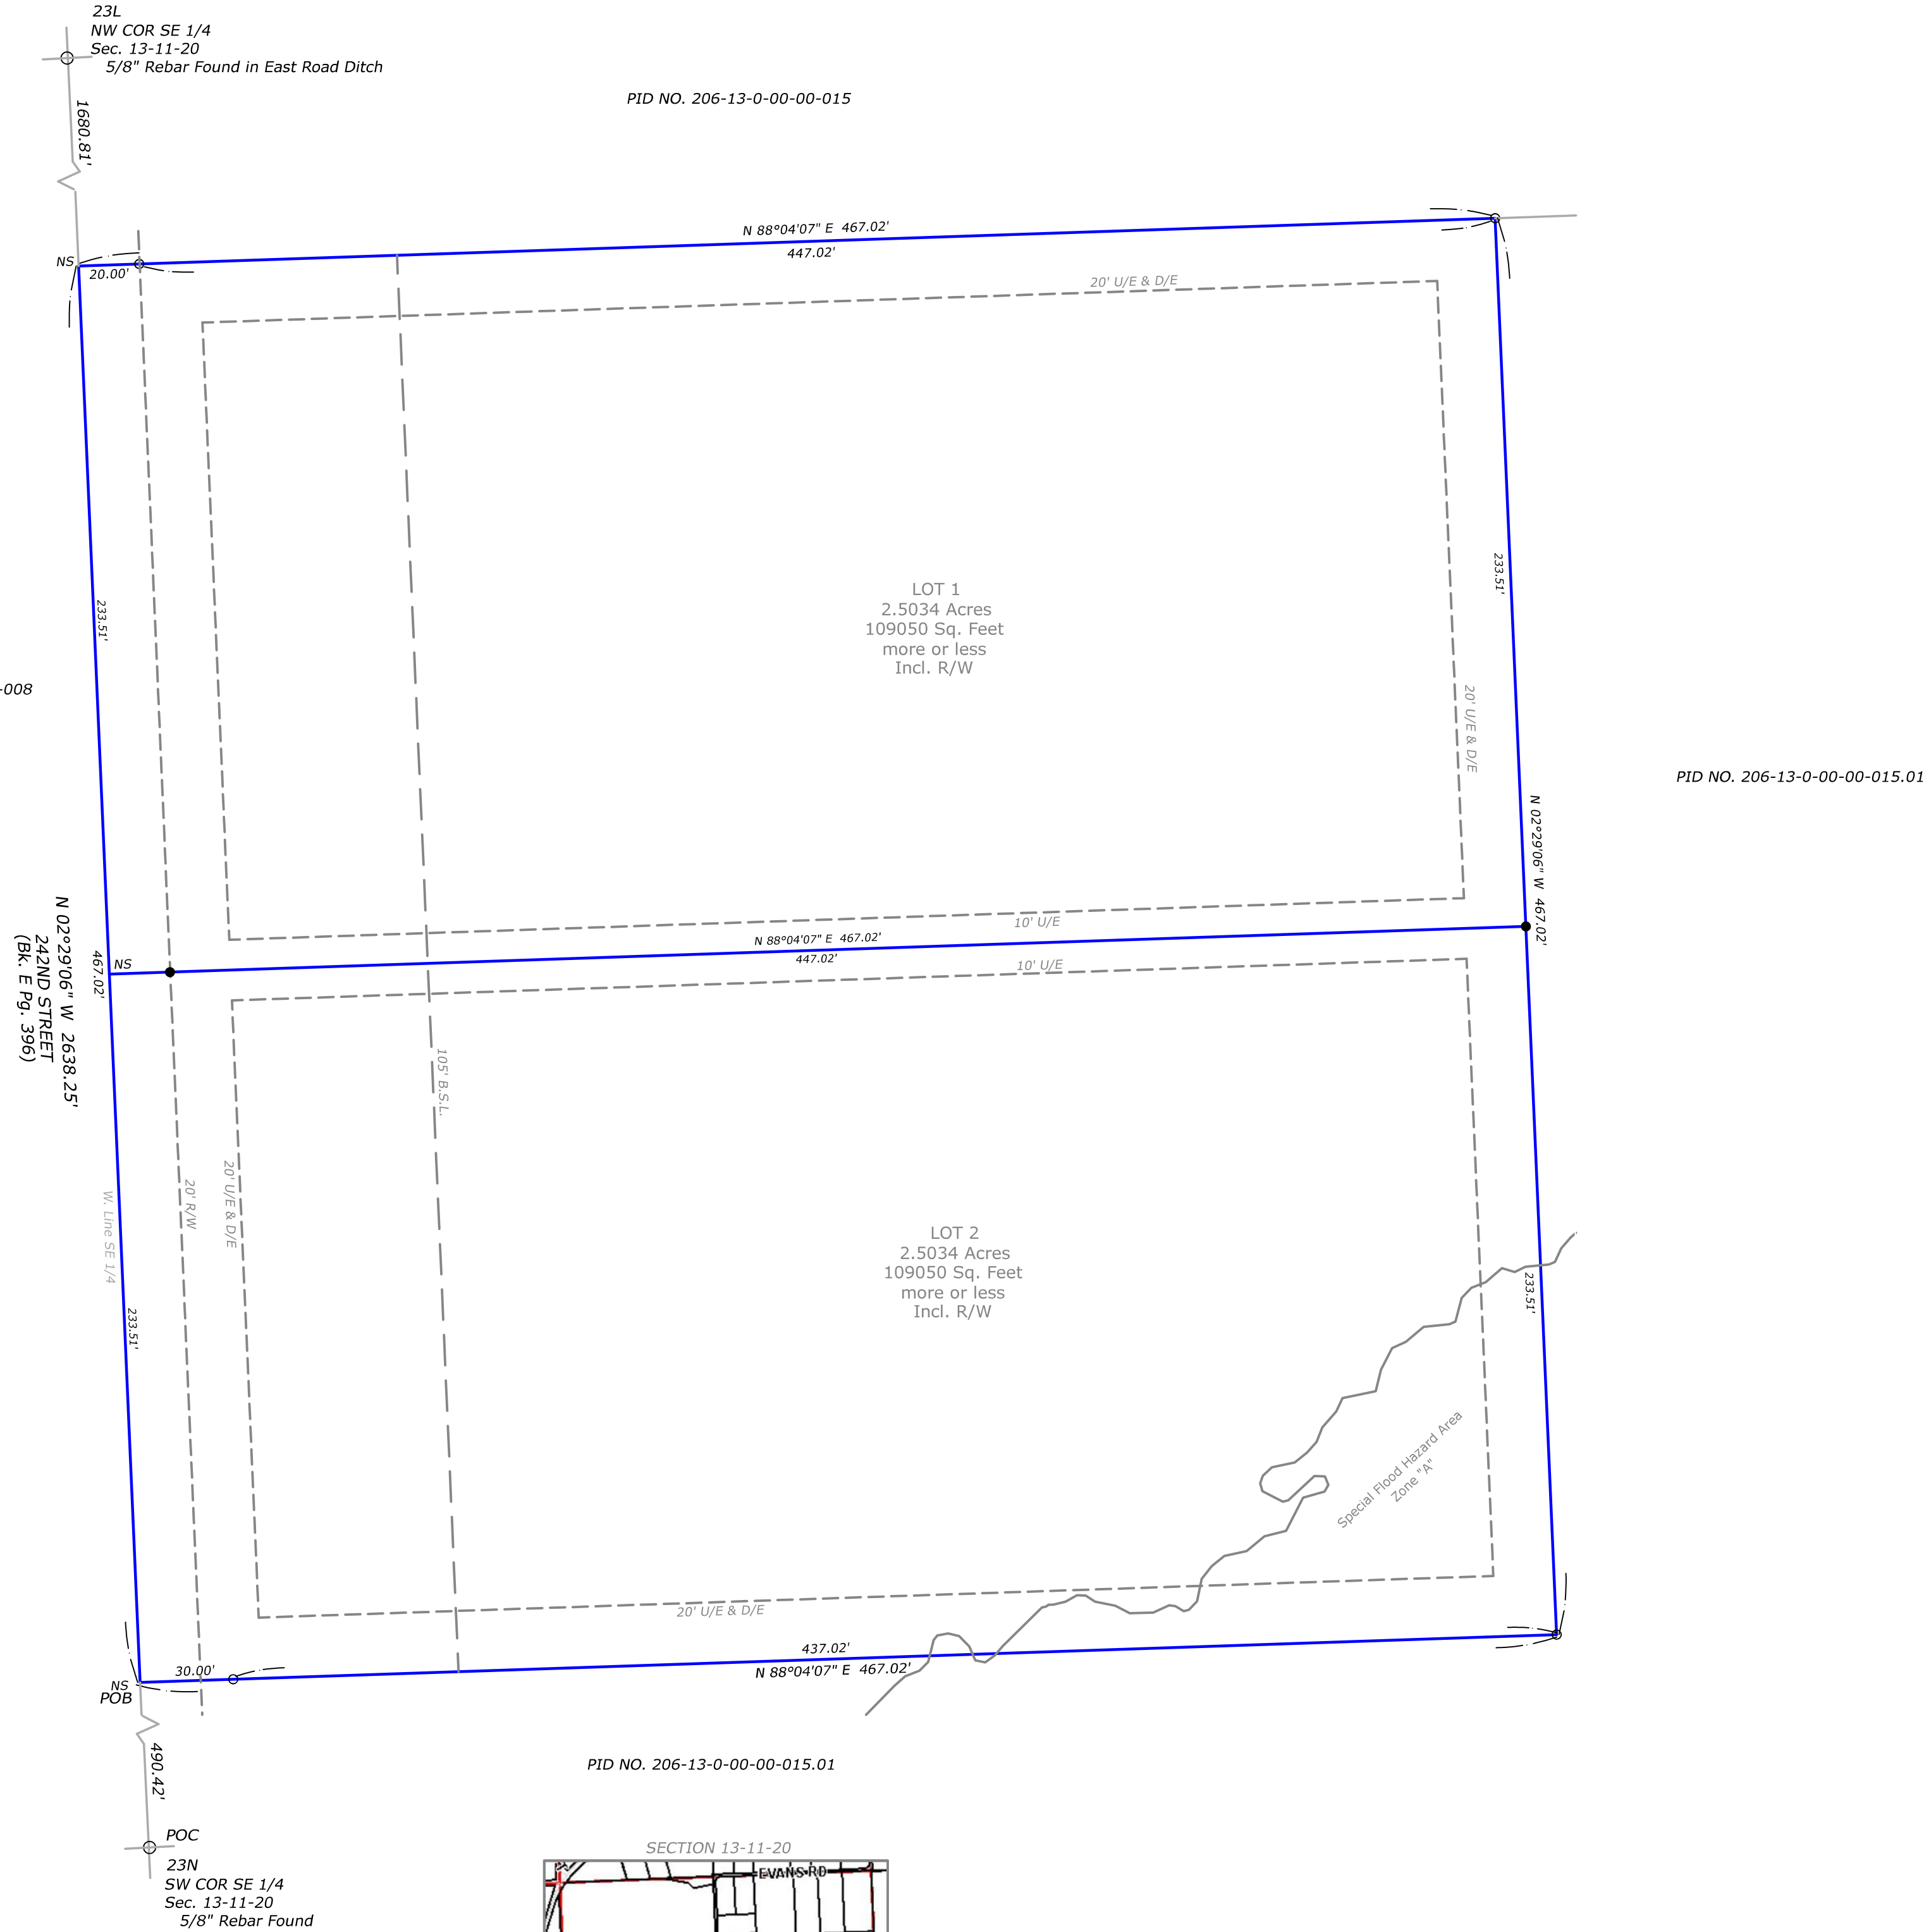 23L
NW COR SE 1/4
Sec. 13-11-20
5/8" Rebar Found in East Road Ditch
1680.81'
PID NO. 206-13-0-00-00-015
N 88°04'07" E 467.02'
447.02'
NS
20.00'
20' U/E & D/E
233.51'
233.51'
LOT 1
2.5034 Acres
109050 Sq. Feet
more or less
Incl. R/W
-008
20' U/E & D/E
PID NO. 206-13-0-00-00-015.01
N 02°29'06" W 467.02'
10' U/E
N 88°04'07" E 467.02'
447.02'
NS
10' U/E
467.02'
N 02°29'06" W 2638.25'
242ND STREET
(Bk. E Pg. 396)
105' B.S.L.
W. Line SE 1/4
20' R/W
20' U/E & D/E
LOT 2
2.5034 Acres
109050 Sq. Feet
more or less
Incl. R/W
233.51'
233.51'
Special Flood Hazard Area
Zone "A"
20' U/E & D/E
437.02'
N 88°04'07" E 467.02'
30.00'
NS
POB
490.42'
PID NO. 206-13-0-00-00-015.01
POC
23N
SW COR SE 1/4
Sec. 13-11-20
5/8" Rebar Found
SECTION 13-11-20
EVANS RD